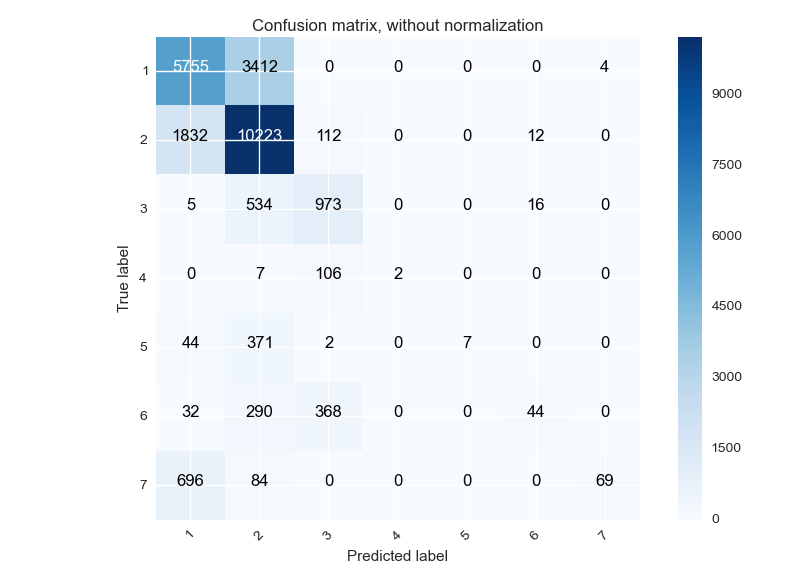 Confusion matrix, without normalization
1 5755 3412 0 0 0 0 4
2 1832 10223 112 0 0 12 0
3 5 534 973 0 0 16 0
4 0 7 106 2 0 0 0
5 44 371 2 0 7 0 0
6 32 290 368 0 0 44 0
7 696 84 0 0 0 0 69
1 2 3 4 5 6 7
True label
Predicted label
9000
7500
6000
4500
3000
1500
0